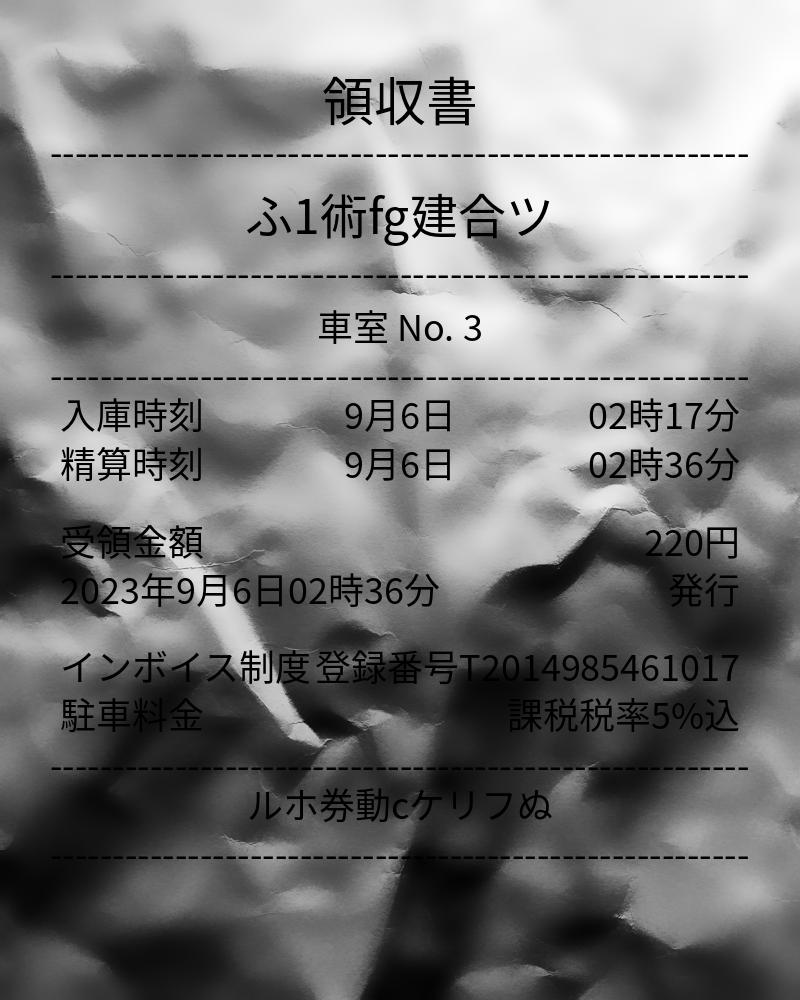 領収書
ふ1術fg建合ツ
車室 No. 3
入庫時刻 9月6日 02時17分
精算時刻 9月6日 02時36分
受領金額 220円
2023年9月6日02時36分 発行
インボイス制度 登録番号T2014985461017
駐車料金 課税税率5%込
ルホ券動cケリフぬ